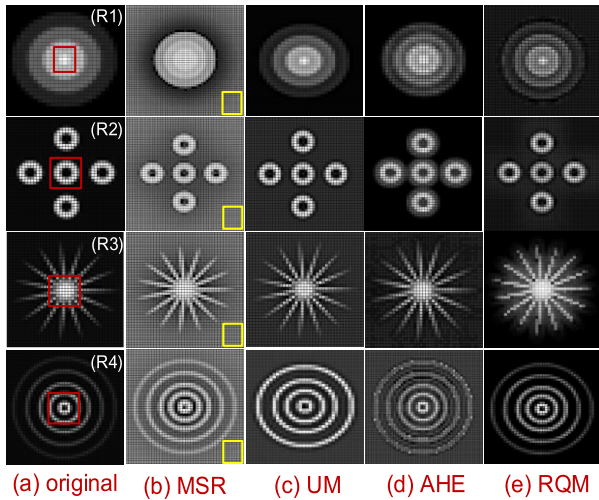 (R1)
(R2)
(R3)
(R4)
(a) original (b) MSR (c) UM (d) AHE (e) RQM